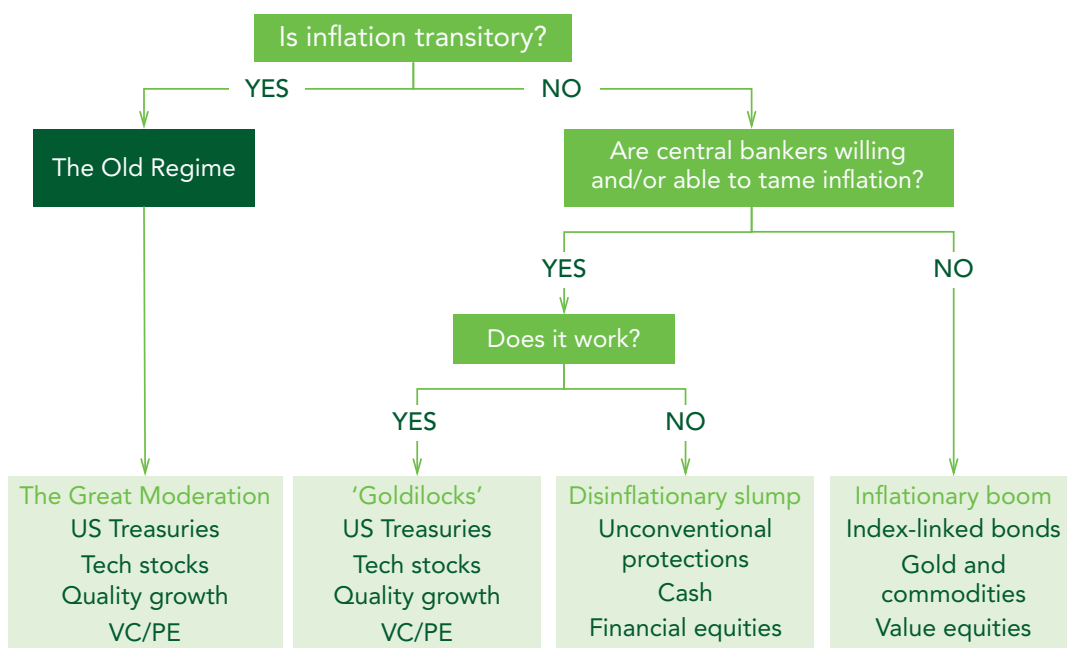 Is inflation transitory?
YES
NO
The Old Regime
Are central bankers willing
and/or able to tame inflation?
YES
NO
Does it work?
YES
NO
The Great Moderation
US Treasuries
Tech stocks
Quality growth
VC/PE
‘Goldilocks’
US Treasuries
Tech stocks
Quality growth
VC/PE
Disinflationary slump
Unconventional
protections
Cash
Financial equities
Inflationary boom
Index-linked bonds
Gold and
commodities
Value equities